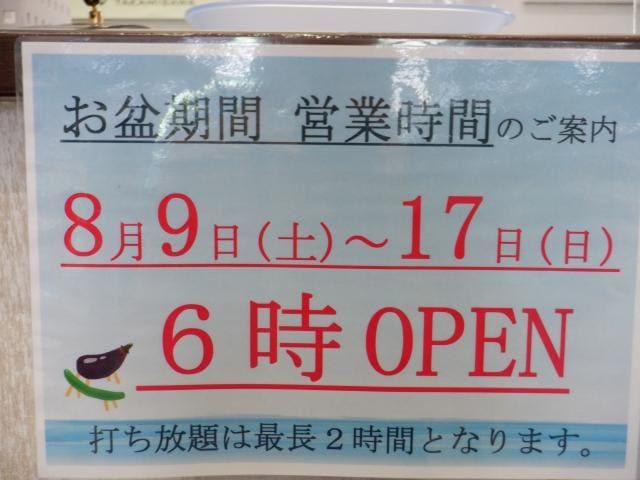 お盆期間 営業時間のご案内
8月9日(土)～17日(日)
6時OPEN
打ち放題は最長2時間となります。